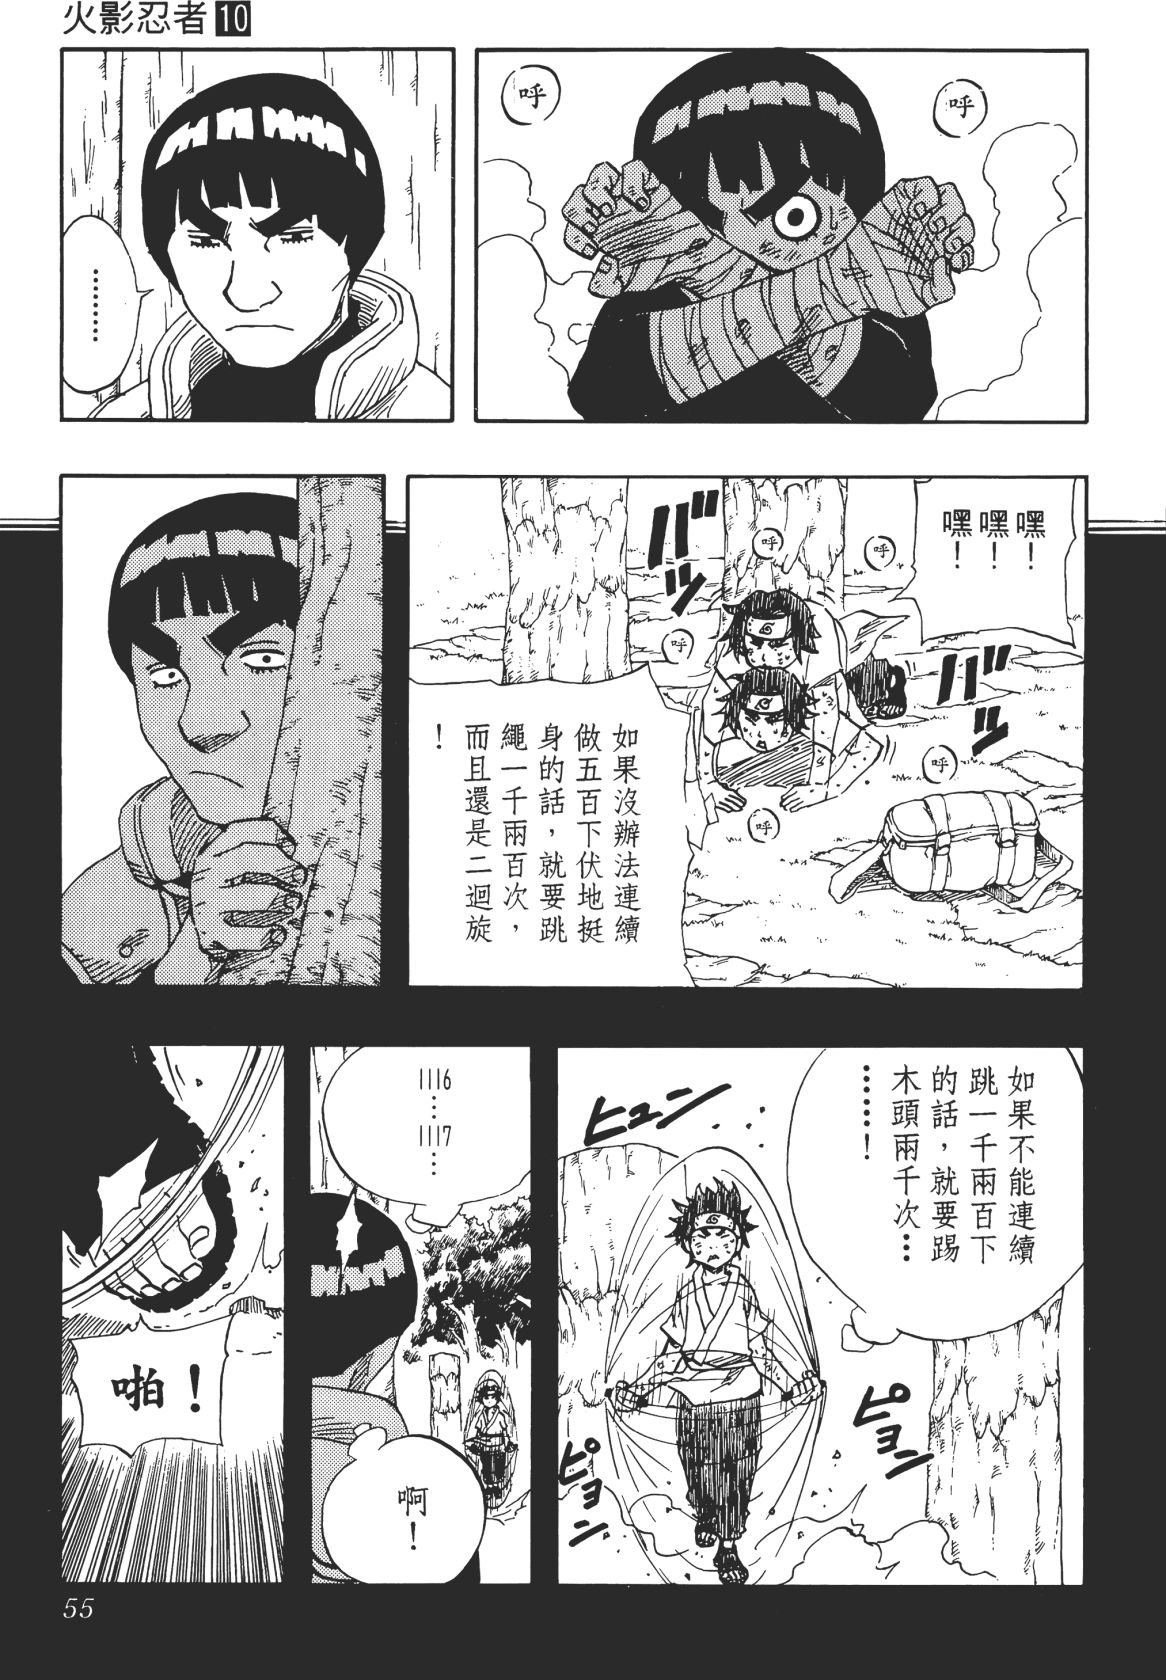 火影忍者10
呼
呼
………
嘿！
嘿！
嘿！
バッ
バッ
呼
呼
呼
呼
呼
如果沒辦法連續
做五百下伏地挺
身的話，就要跳
繩一千兩百次，
而且還是二迴旋
！
如果不能連續
跳一千兩百下
的話，就要踢
木頭兩千次…
……！
ヒュン
ピョン
ピョン
1116
…
1117
…
啊！
啪！
55